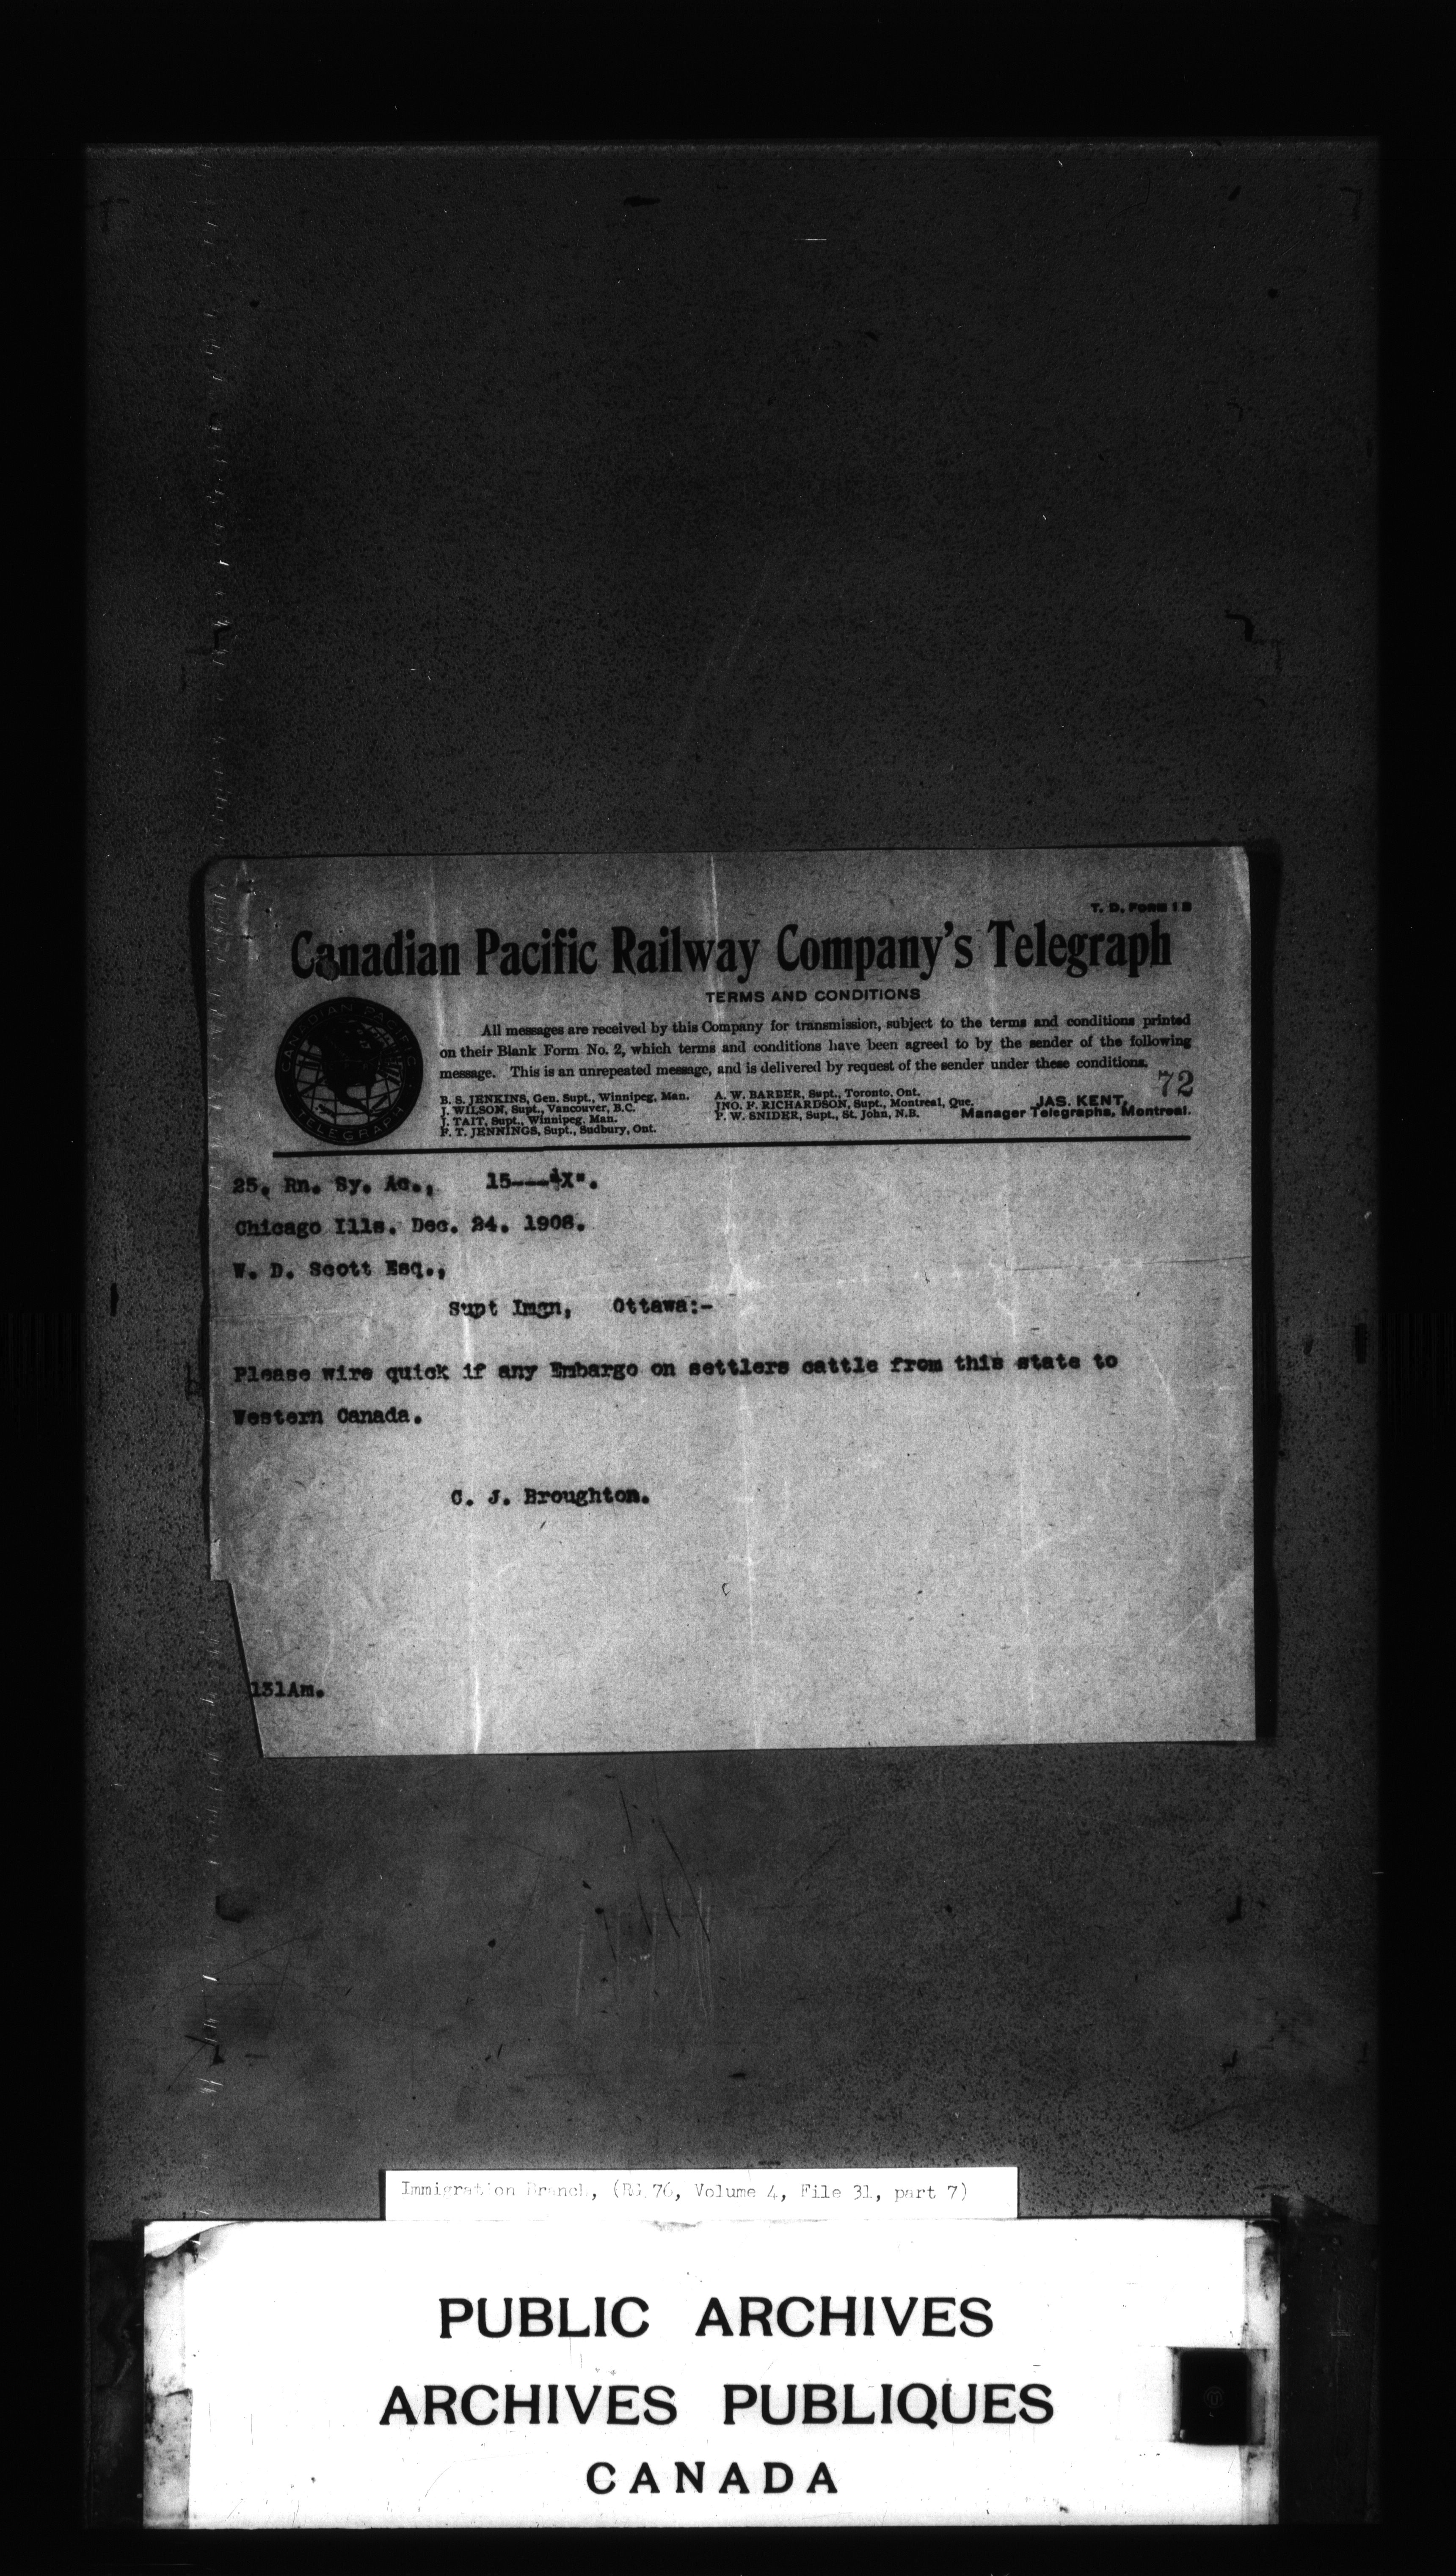 T. D. FORM 1 B
Canadian Pacific Railway Company's Telegraph
TERMS AND CONDITIONS
CANADIAN PACIFIC
TELEGRAPH
All messages are received by this Company for transmission, subject to the terms and conditions printed
on their Blank Form No. 2, which terms and conditions have been agreed to by the sender of the following
message. This is an unrepeated message, and is delivered by request of the sender under these conditions.
72
B. S. JENKINS, Gen. Supt., Winnipeg, Man.
J. WILSON, Supt., Vancouver, B.C.
J. TAIT, Supt., Winnipeg, Man.
F. T. JENNINGS, Supt., Sudbury, Ont.
A. W. BARBER, Supt., Toronto, Ont.
JNO. F. RICHARDSON, Supt., Montreal, Que.
P. W. SNIDER, Supt., St. John, N.B.
JAS. KENT,
Manager Telegraphs, Montreal.
25. Rn. Sy. Ac., 15---
Chicago Ills. Dec. 24. 1908.
W. D. Scott Esq.,
Supt Imgn, Ottawa:-
Please wire quick if any Embargo on settlers cattle from this state to
Western Canada.
C. J. Broughton.
131Am.
Immigration Branch, (RG 76, Volume 4, File 31, part 7)
PUBLIC ARCHIVES
ARCHIVES PUBLIQUES
CANADA